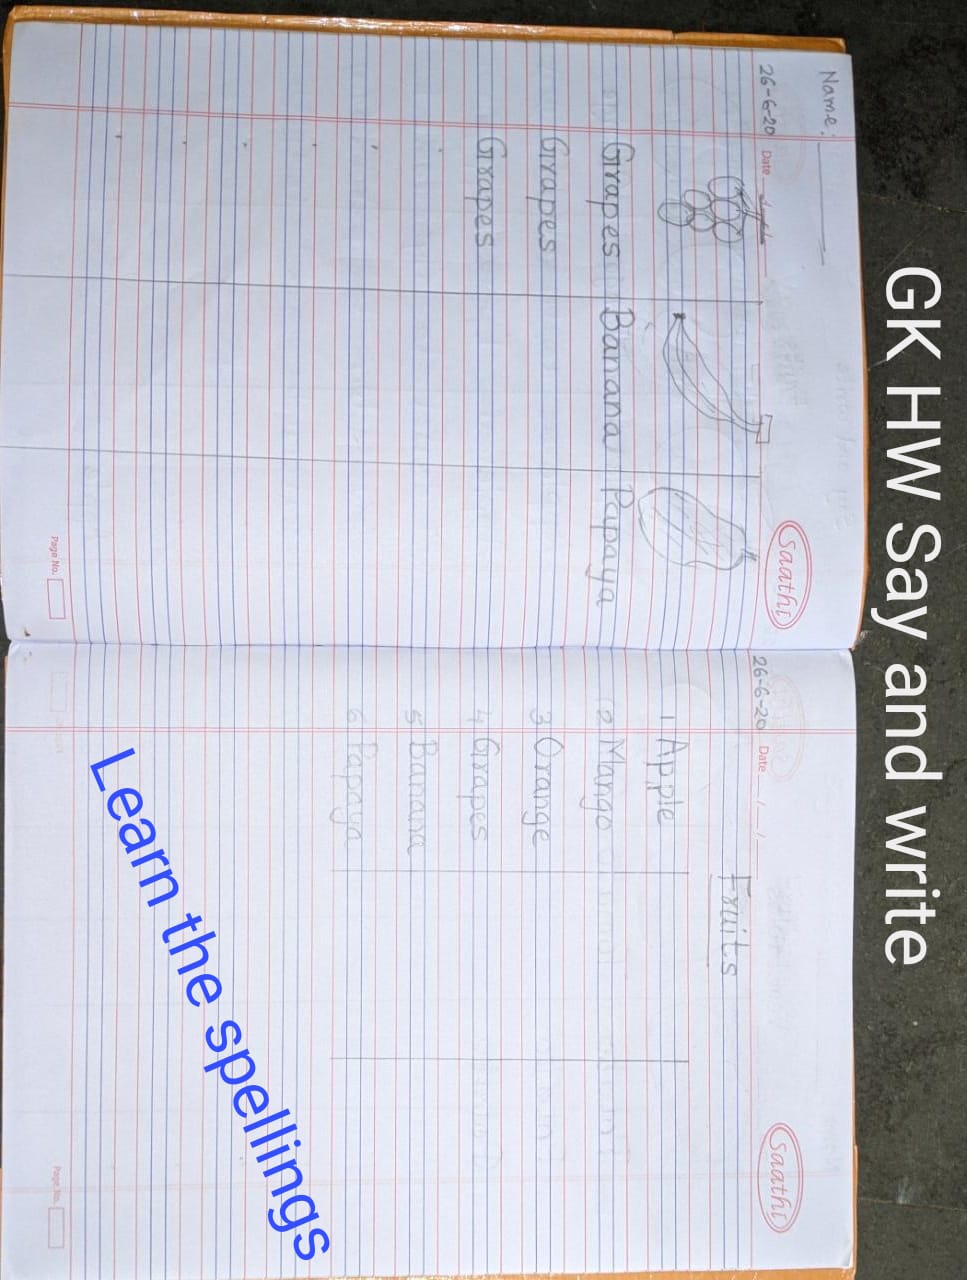 GK HW Say and write
Name:
26-6-20 Date
Saathi
Grapes Banana Papaya
Grapes
Grapes
Page No.
26-6-20 Date / /
Saathi
Fruits
1 Apple
2 Mango
3 Orange
4 Grapes
5 Banana
6 Papaya
Learn the spellings
Page No.